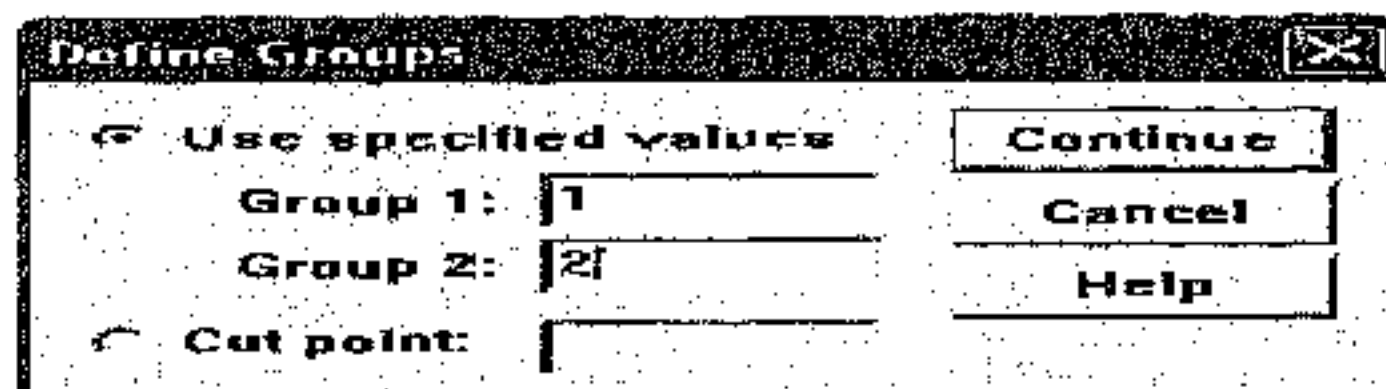 Define Groups
Use specified values
Group 1: 1
Group 2: 2
Cut point:
Continue
Cancel
Help